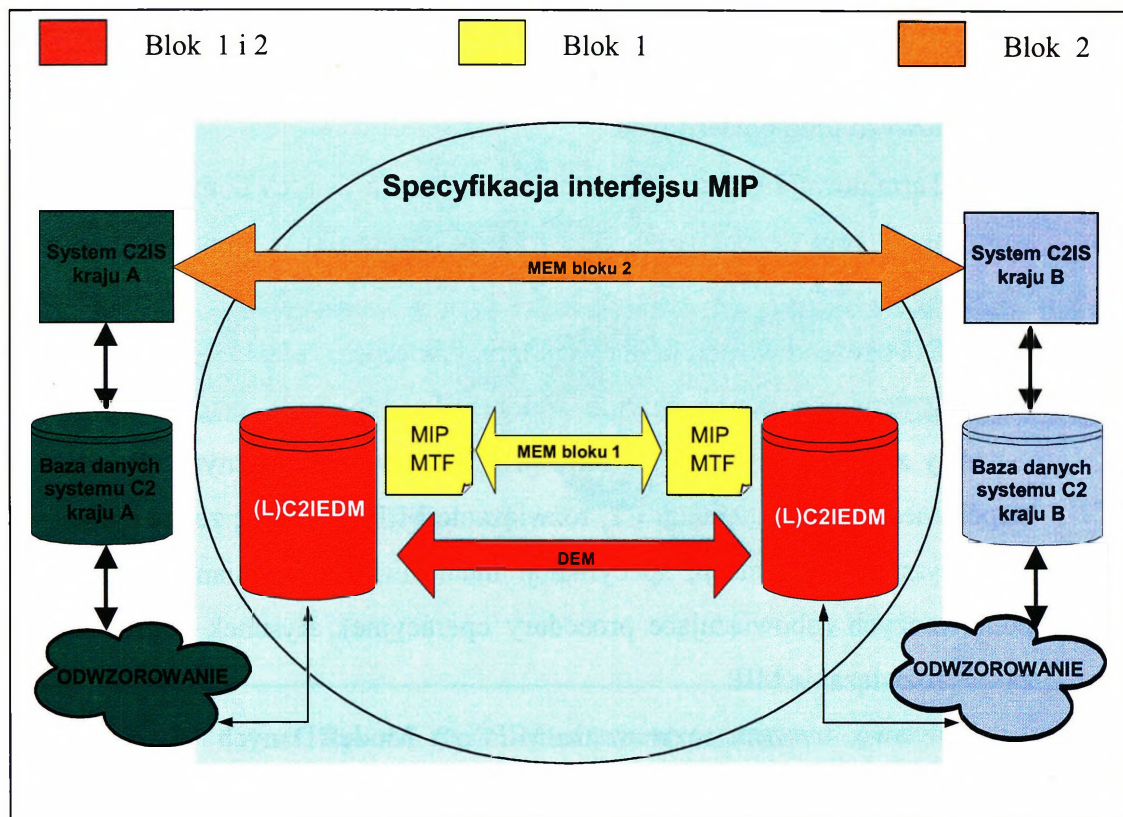 Blok 1 i 2
Blok 1
Blok 2
Specyfikacja interfejsu MIP
System C2IS
kraju A
MEM bloku 2
System C2IS
kraju B
Baza danych
systemu C2
kraju A
(L)C2IEDM
MIP
MTF
MEM bloku 1
MIP
MTF
(L)C2IEDM
DEM
Baza danych
systemu C2
kraju B
ODWZOROWANIE
ODWZOROWANIE